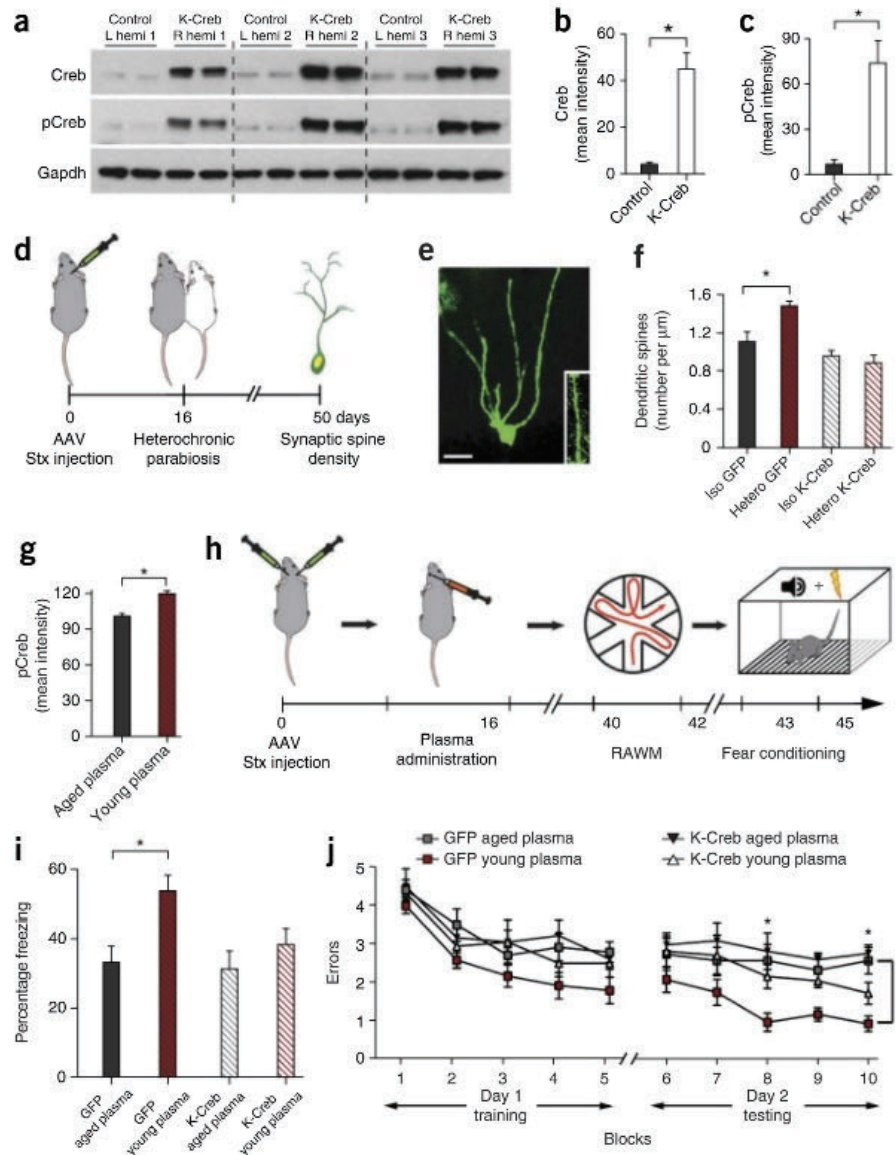 a
Control K-Creb Control K-Creb Control K-Creb
L hemi 1 R hemi 1 L hemi 2 R hemi 2 L hemi 3 R hemi 3
Creb
pCreb
Gapdh
b
*
60
40
20
0
Creb
(mean intensity)
Control
K-Creb
c
*
90
60
30
0
pCreb
(mean intensity)
Control
K-Creb
d
0 16 50 days
AAV Heterochronic Synaptic spine
Stx injection parabiosis density
e
f
*
1.6
1.2
0.8
0.4
0
Dendritic spines
(number per µm)
Iso GFP
Hetero GFP
Iso K-Creb
Hetero K-Creb
g
*
120
90
60
30
0
pCreb
(mean intensity)
Aged plasma
Young plasma
h
+
0 16 40 42 43 45
AAV Plasma RAWM Fear conditioning
Stx injection administration
i
*
60
40
20
0
Percentage freezing
GFP
aged plasma
GFP
young plasma
K-Creb
aged plasma
K-Creb
young plasma
j
GFP aged plasma K-Creb aged plasma
GFP young plasma K-Creb young plasma
5
4
3
2
1
0
Errors
* *
*
1 2 3 4 5 6 7 8 9 10
Day 1 Day 2
training testing
Blocks